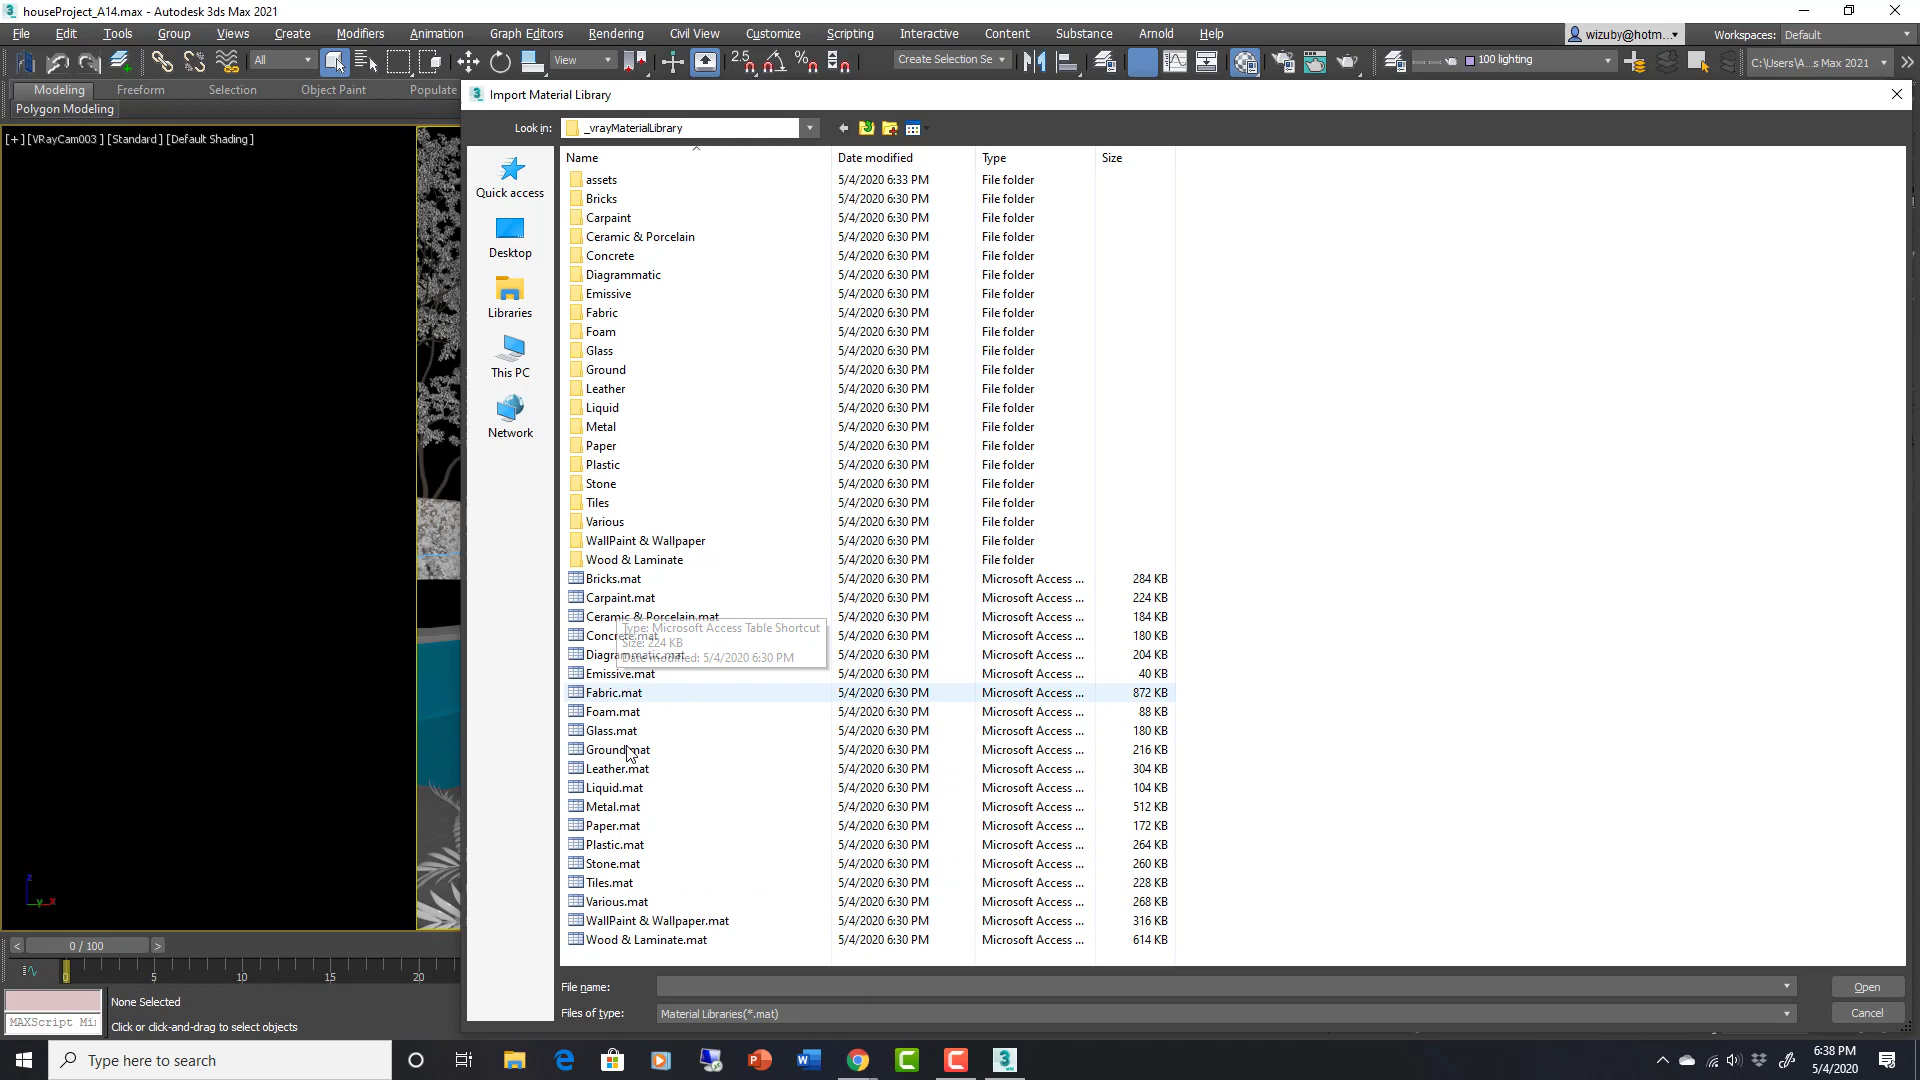 houseProject_A14.max - Autodesk 3ds Max 2021
File Edit Tools Group Views Create Modifiers Animation Graph Editors Rendering Civil View Customize Scripting Interactive Content Substance Arnold Help
wizuby@hotm... Workspaces: Default
All View 2.5 Create Selection Se 100 lighting C:\Users\A...s Max 2021
Modeling Freeform Selection Object Paint Populate
Polygon Modeling
[+] [VRayCam003 ] [Standard ] [Default Shading ]
Import Material Library
Look in: _vrayMaterialLibrary
Quick access
Desktop
Libraries
This PC
Network
Name Date modified Type Size
assets 5/4/2020 6:33 PM File folder
Bricks 5/4/2020 6:30 PM File folder
Carpaint 5/4/2020 6:30 PM File folder
Ceramic & Porcelain 5/4/2020 6:30 PM File folder
Concrete 5/4/2020 6:30 PM File folder
Diagrammatic 5/4/2020 6:30 PM File folder
Emissive 5/4/2020 6:30 PM File folder
Fabric 5/4/2020 6:30 PM File folder
Foam 5/4/2020 6:30 PM File folder
Glass 5/4/2020 6:30 PM File folder
Ground 5/4/2020 6:30 PM File folder
Leather 5/4/2020 6:30 PM File folder
Liquid 5/4/2020 6:30 PM File folder
Metal 5/4/2020 6:30 PM File folder
Paper 5/4/2020 6:30 PM File folder
Plastic 5/4/2020 6:30 PM File folder
Stone 5/4/2020 6:30 PM File folder
Tiles 5/4/2020 6:30 PM File folder
Various 5/4/2020 6:30 PM File folder
WallPaint & Wallpaper 5/4/2020 6:30 PM File folder
Wood & Laminate 5/4/2020 6:30 PM File folder
Bricks.mat 5/4/2020 6:30 PM Microsoft Access ... 284 KB
Carpaint.mat 5/4/2020 6:30 PM Microsoft Access ... 224 KB
Ceramic & Porcelain.mat 5/4/2020 6:30 PM Microsoft Access ... 184 KB
Concrete.mat 5/4/2020 6:30 PM Microsoft Access ... 180 KB
Diagrammatic.mat 5/4/2020 6:30 PM Microsoft Access ... 204 KB
Type: Microsoft Access Table Shortcut
Size: 224 KB
Date modified: 5/4/2020 6:30 PM
Emissive.mat 5/4/2020 6:30 PM Microsoft Access ... 40 KB
Fabric.mat 5/4/2020 6:30 PM Microsoft Access ... 872 KB
Foam.mat 5/4/2020 6:30 PM Microsoft Access ... 88 KB
Glass.mat 5/4/2020 6:30 PM Microsoft Access ... 180 KB
Ground.mat 5/4/2020 6:30 PM Microsoft Access ... 216 KB
Leather.mat 5/4/2020 6:30 PM Microsoft Access ... 304 KB
Liquid.mat 5/4/2020 6:30 PM Microsoft Access ... 104 KB
Metal.mat 5/4/2020 6:30 PM Microsoft Access ... 512 KB
Paper.mat 5/4/2020 6:30 PM Microsoft Access ... 172 KB
Plastic.mat 5/4/2020 6:30 PM Microsoft Access ... 264 KB
Stone.mat 5/4/2020 6:30 PM Microsoft Access ... 260 KB
Tiles.mat 5/4/2020 6:30 PM Microsoft Access ... 228 KB
Various.mat 5/4/2020 6:30 PM Microsoft Access ... 268 KB
WallPaint & Wallpaper.mat 5/4/2020 6:30 PM Microsoft Access ... 316 KB
Wood & Laminate.mat 5/4/2020 6:30 PM Microsoft Access ... 614 KB
File name: Open
Files of type: Material Libraries(*.mat) Cancel
z y x
< 0 / 100 >
0 5 10 15 20
None Selected
MAXScript Mi
Click or click-and-drag to select objects
Type here to search
6:38 PM
5/4/2020